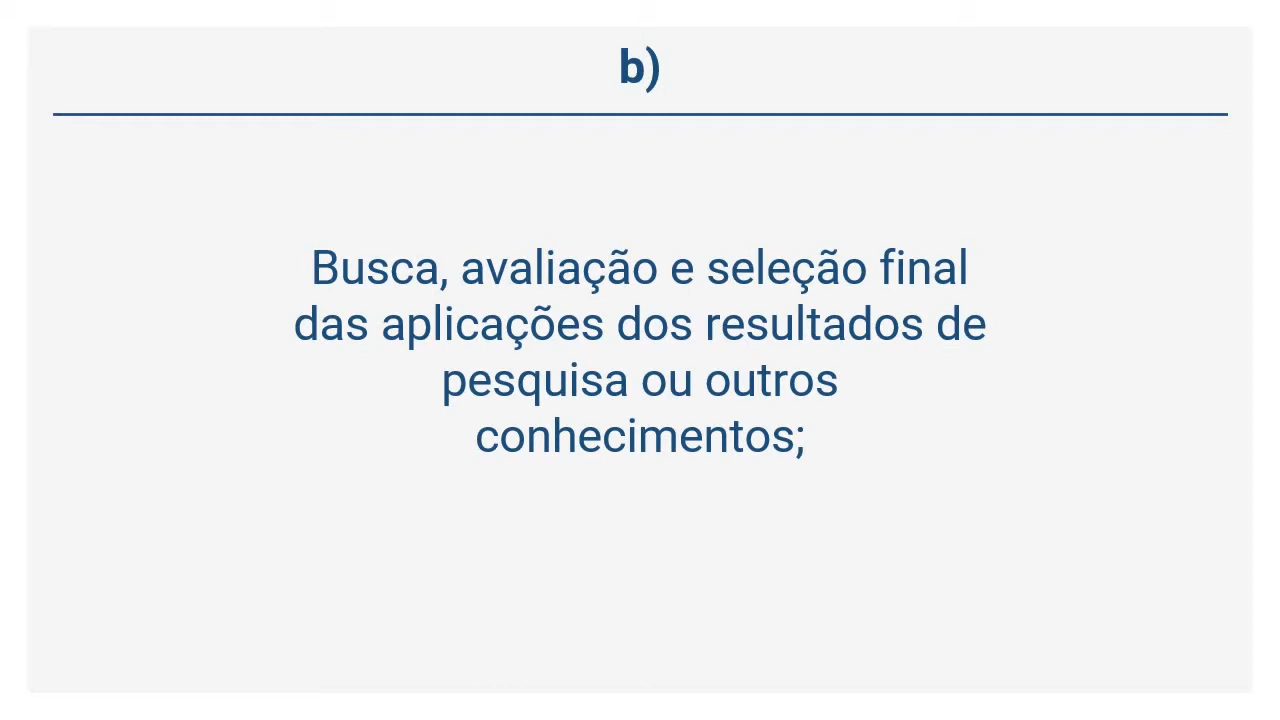 b)
Busca, avaliação e seleção final
das aplicações dos resultados de
pesquisa ou outros
conhecimentos;